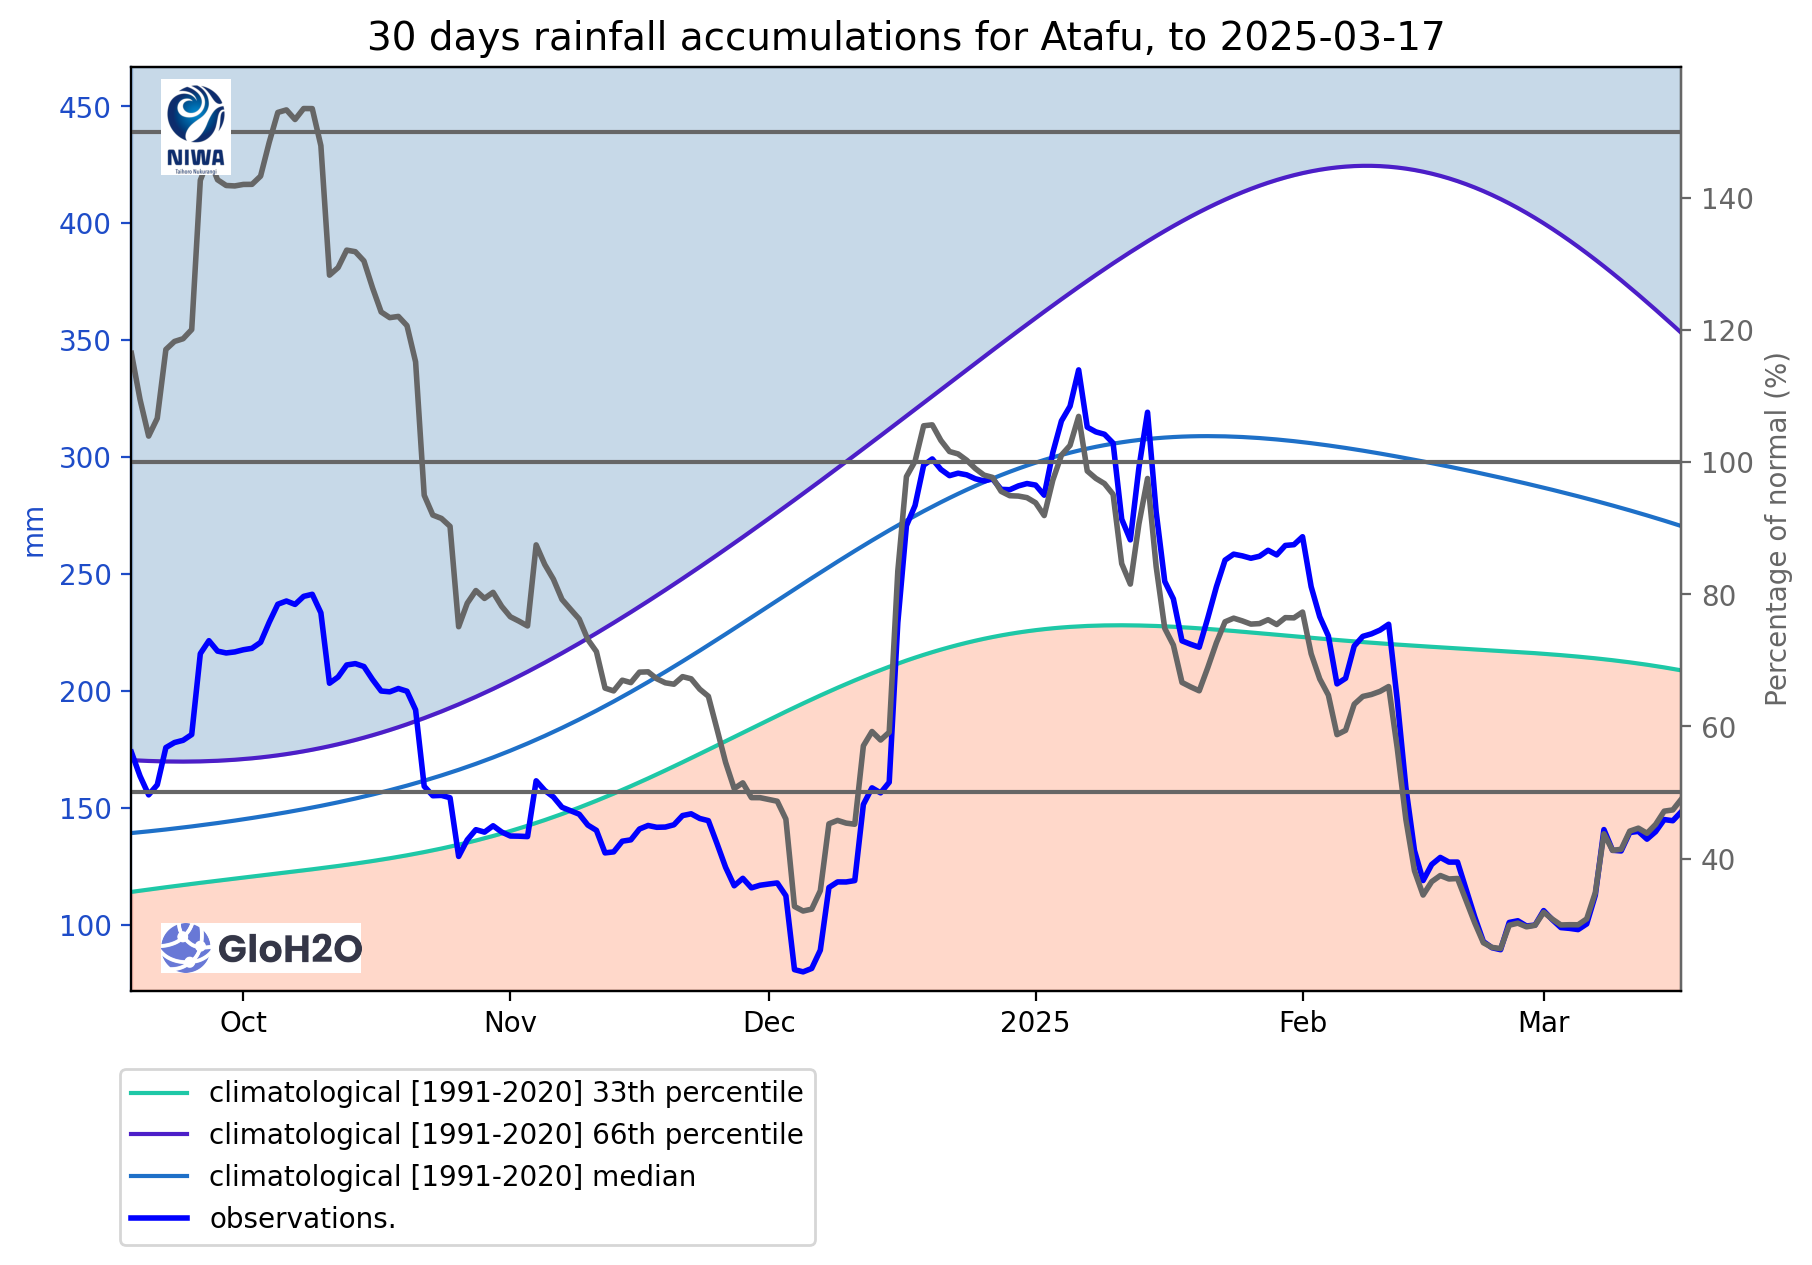 30 days rainfall accumulations for Atafu, to 2025-03-17
NIWA
Taihoro Nukurangi
450
400
350
300
250
200
150
100
mm
140
120
100
80
60
40
Percentage of normal (%)
GloH2O
Oct
Nov
Dec
2025
Feb
Mar
climatological [1991-2020] 33th percentile
climatological [1991-2020] 66th percentile
climatological [1991-2020] median
observations.